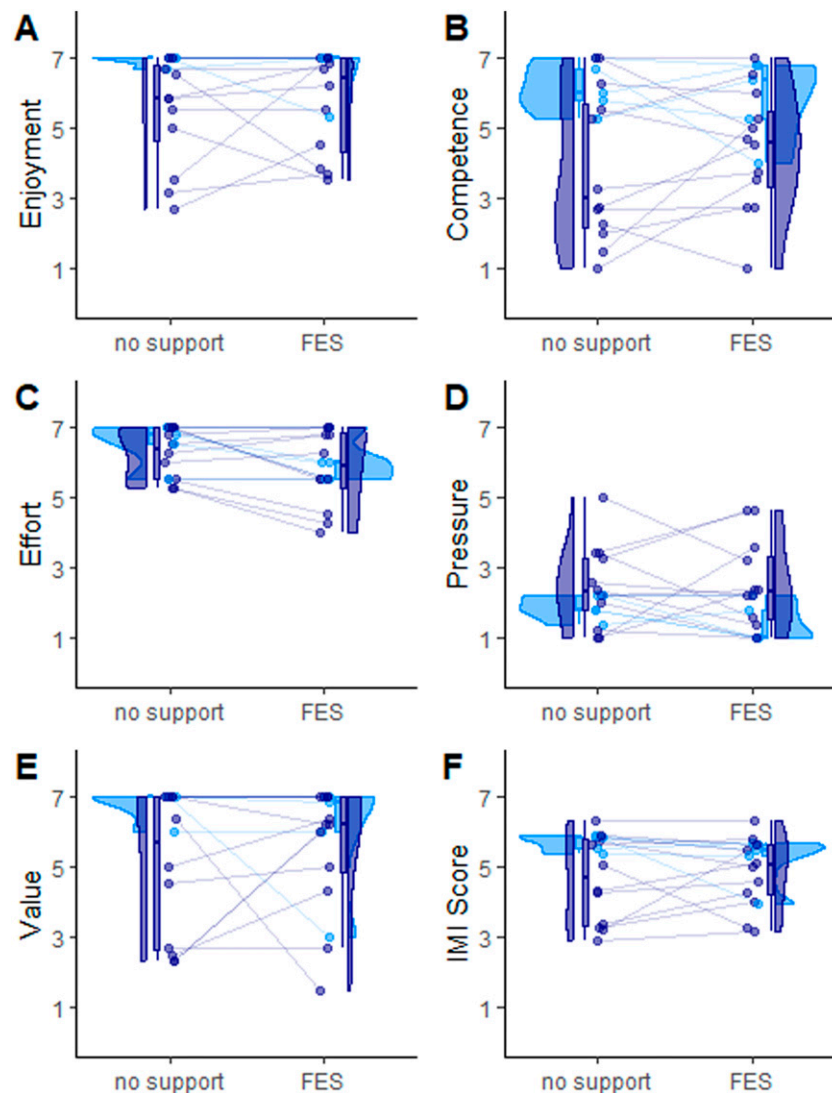 A
Enjoyment
7
5
3
1
no support FES
B
Competence
7
5
3
1
no support FES
C
Effort
7
5
3
1
no support FES
D
Pressure
7
5
3
1
no support FES
E
Value
7
5
3
1
no support FES
F
IMI Score
7
5
3
1
no support FES